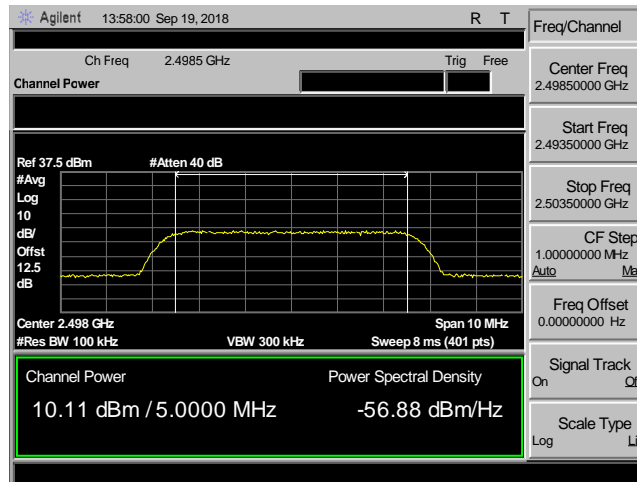 Agilent 13:58:00 Sep 19, 2018 R T
Freq/Channel
Ch Freq 2.4985 GHz Trig Free
Channel Power
Center Freq
2.49850000 GHz
Start Freq
2.49350000 GHz
Stop Freq
2.50350000 GHz
CF Step
1.00000000 MHz
Auto Ma
Freq Offset
0.00000000 Hz
Signal Track
On Of
Scale Type
Log Li
Ref 37.5 dBm #Atten 40 dB
#Avg
Log
10
dB/
Offst
12.5
dB
Center 2.498 GHz Span 10 MHz
#Res BW 100 kHz VBW 300 kHz Sweep 8 ms (401 pts)
Channel Power Power Spectral Density
10.11 dBm / 5.0000 MHz -56.88 dBm/Hz